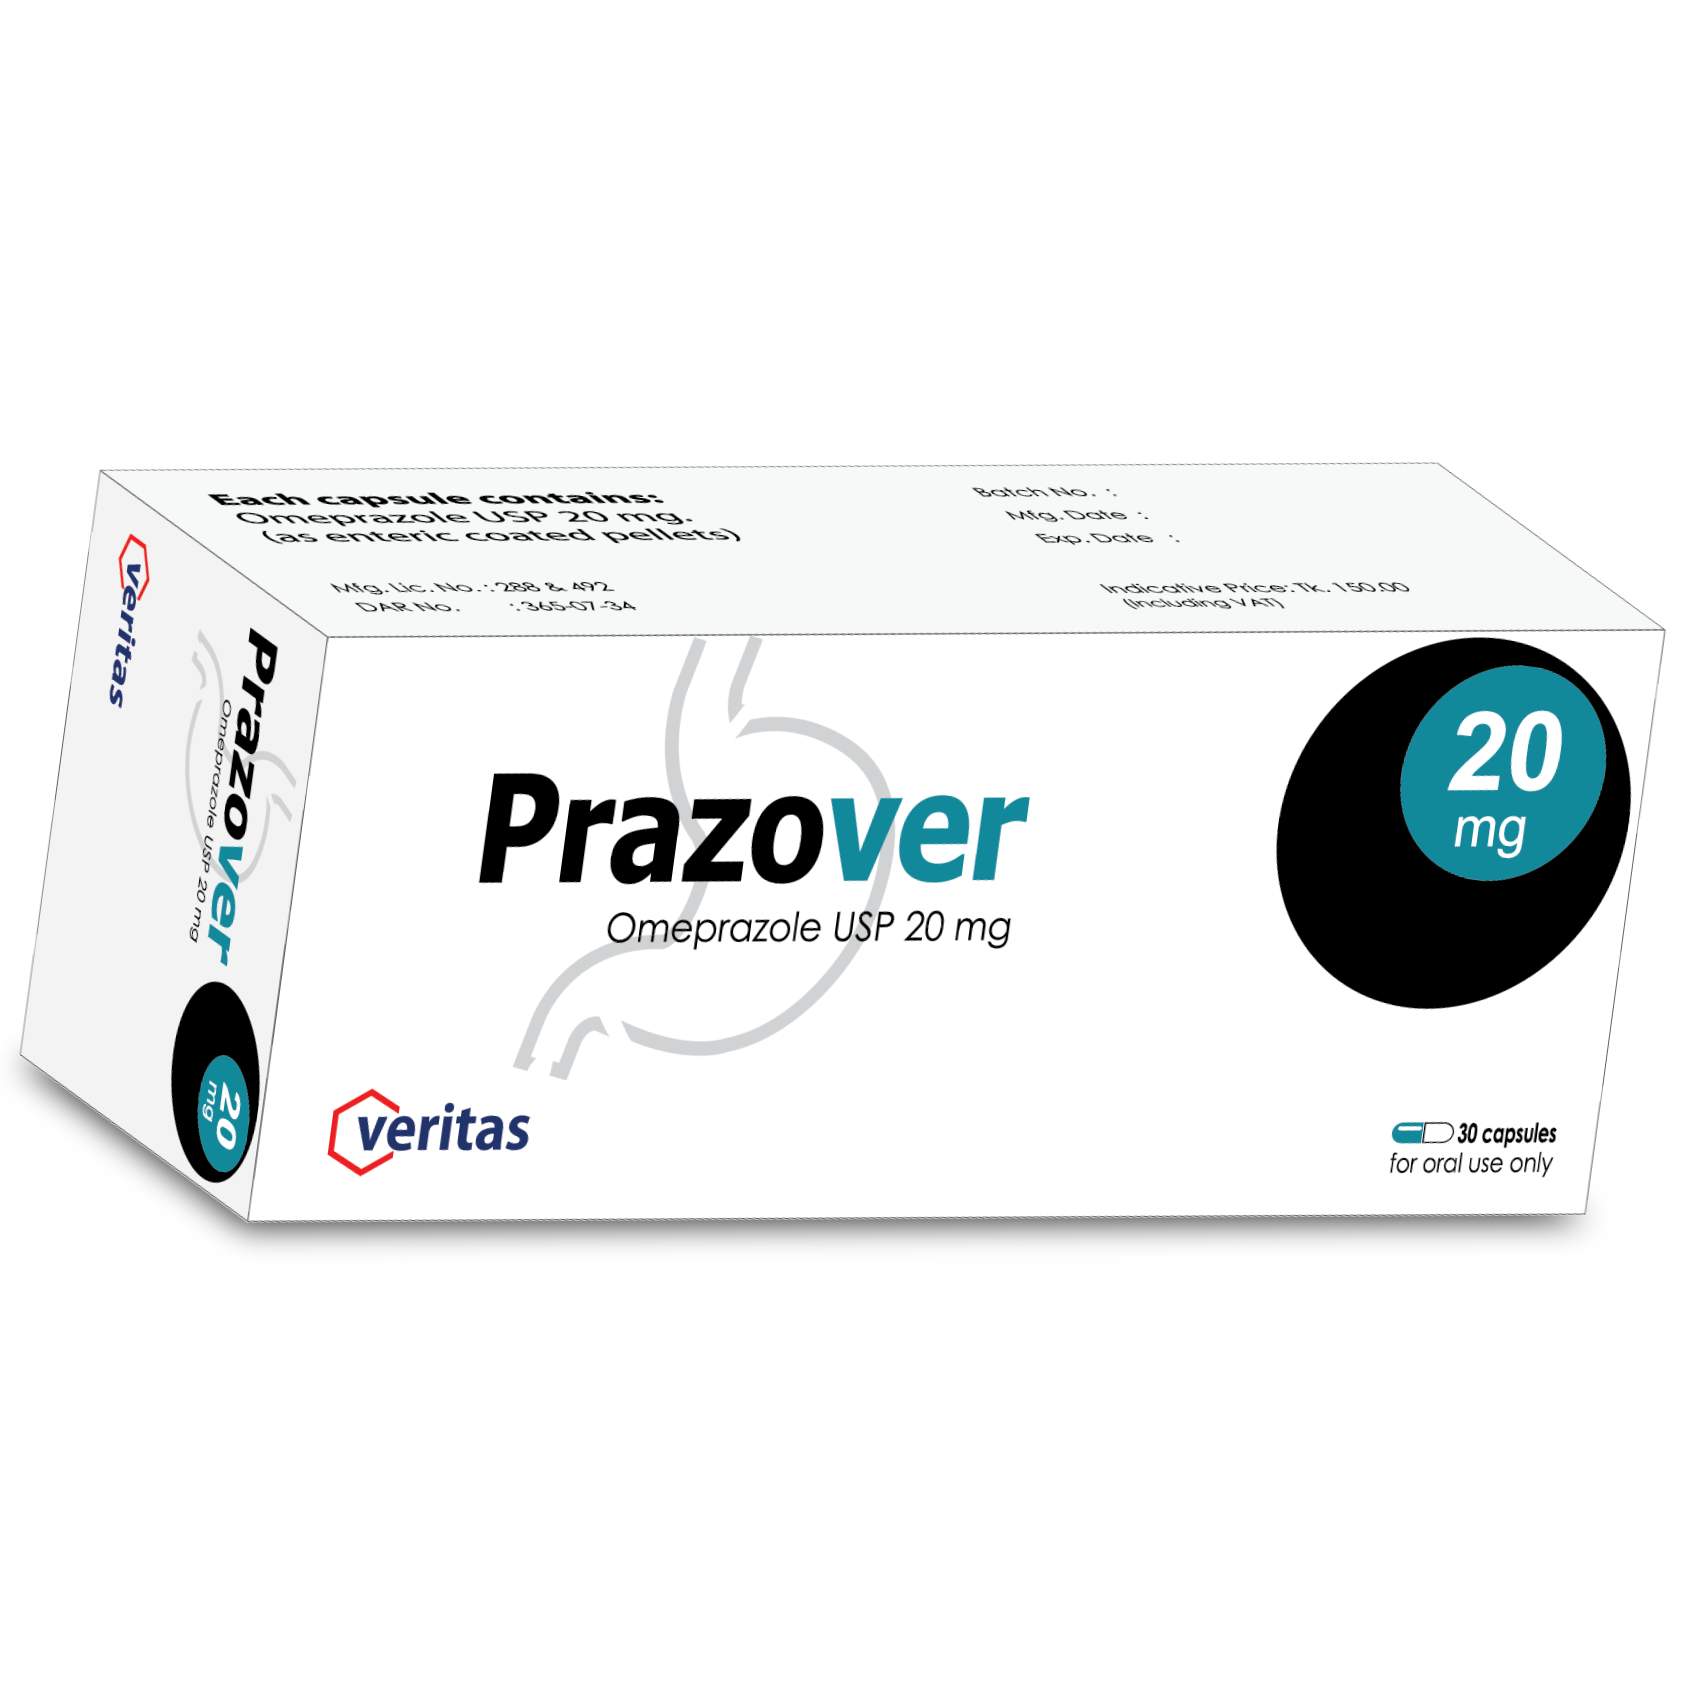 Each capsule contains:
Omeprazole USP 20 mg.
(as enteric coated pellets)
Mfg. Lic. No. : 288 & 492
DAR No. : 365-07-34
Batch No. :
Mfg. Date :
Exp. Date :
Indicative Price: Tk. 150.00
(Including VAT)
veritas
Prazover
Omeprazole USP 20 mg
20
mg
Prazover
Omeprazole USP 20 mg
20
mg
veritas
30 capsules
for oral use only